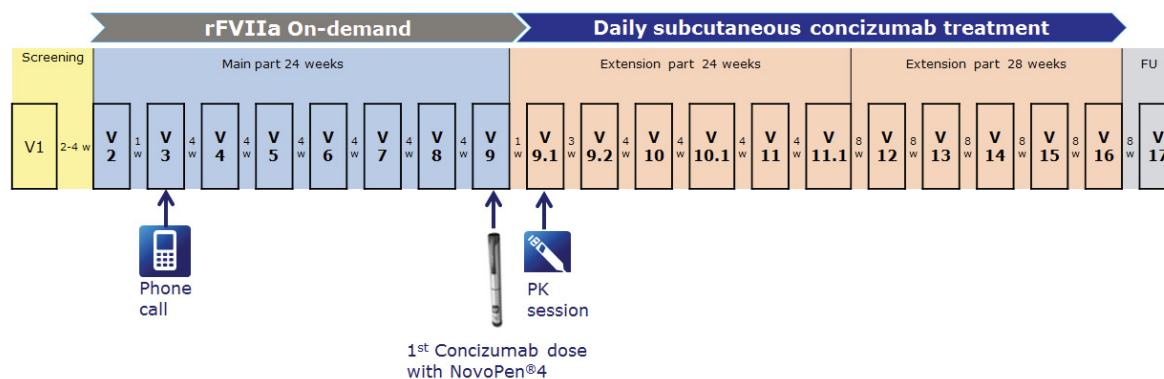 rFVIIa On-demand
Daily subcutaneous concizumab treatment
Screening
Main part 24 weeks
Extension part 24 weeks
Extension part 28 weeks
FU
V1
2-4 w
V
2
1
w
V
3
4
w
V
4
4
w
V
5
4
w
V
6
4
w
V
7
4
w
V
8
4
w
V
9
1
w
V
9.1
3
w
V
9.2
4
w
V
10
4
w
V
10.1
4
w
V
11
4
w
V
11.1
8
w
V
12
8
w
V
13
8
w
V
14
8
w
V
15
8
w
V
16
8
w
V
17
Phone
call
PK
session
1st Concizumab dose
with NovoPen®4